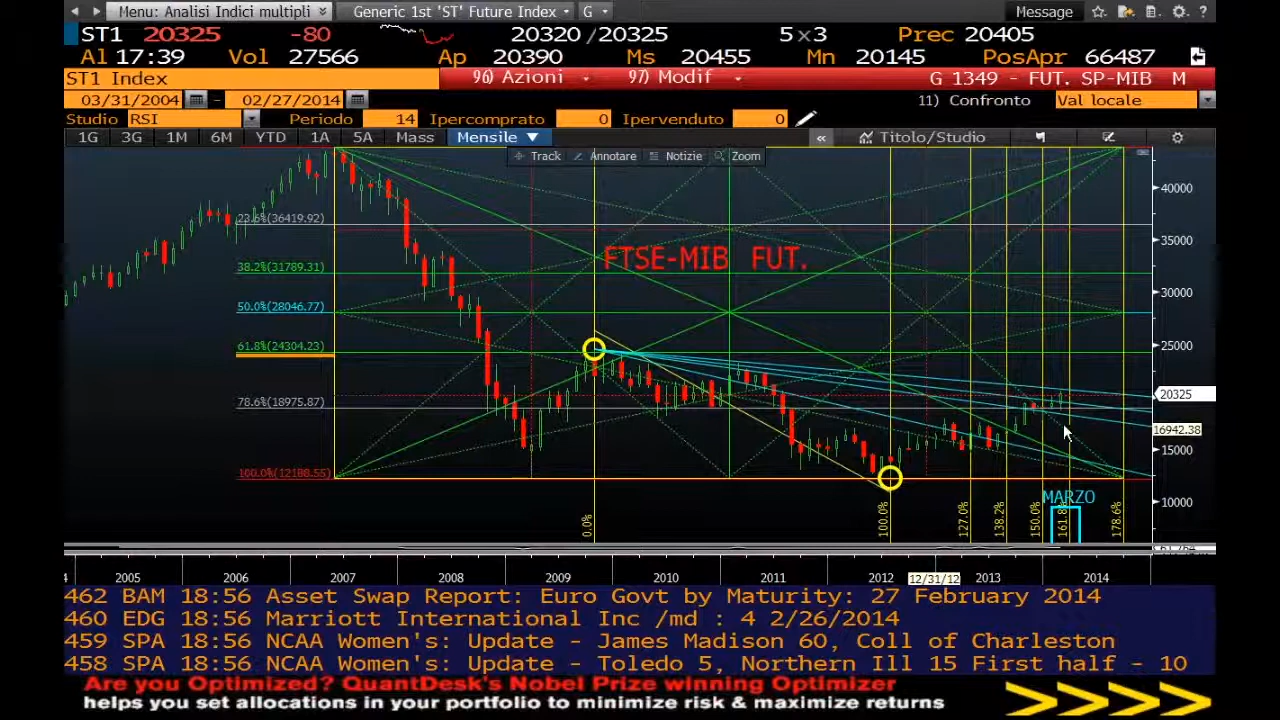 Menu: Analisi Indici multipli Generic 1st 'ST' Future Index G Message ?
ST1 20325 -80 20320 /20325 5x3 Prec 20405
Al 17:39 Vol 27566 Ap 20390 Ms 20455 Mn 20145 PosApr 66487
ST1 Index 96) Azioni 97) Modif G 1349 - FUT. SP-MIB M
03/31/2004 - 02/27/2014 11) Confronto Val locale
Studio RSI Periodo 14 Ipercomprato 0 Ipervenduto 0
1G 3G 1M 6M YTD 1A 5A Mass Mensile ▼ « Titolo/Studio
Track Annotare Notizie Zoom
40000
23.6%(36419.92)
35000
FTSE-MIB FUT.
38.2%(31789.31)
30000
50.0%(28046.77)
61.8%(24304.23)
25000
20325
78.6%(18975.87)
16942.38
15000
100.0%(12188.55)
MARZO
10000
0.0% 100.0% 127.0% 138.2% 150.0% 161.8% 178.6%
4 2005 2006 2007 2008 2009 2010 2011 2012 12/31/12 2013 2014
462 BAM 18:56 Asset Swap Report: Euro Govt by Maturity: 27 February 2014
460 EDG 18:56 Marriott International Inc /md : 4 2/26/2014
459 SPA 18:56 NCAA Women's: Update - James Madison 60, Coll of Charleston
458 SPA 18:56 NCAA Women's: Update - Toledo 5, Northern Ill 15 First half - 10
Are you Optimized? QuantDesk's Nobel Prize winning Optimizer
helps you set allocations in your portfolio to minimize risk & maximize returns